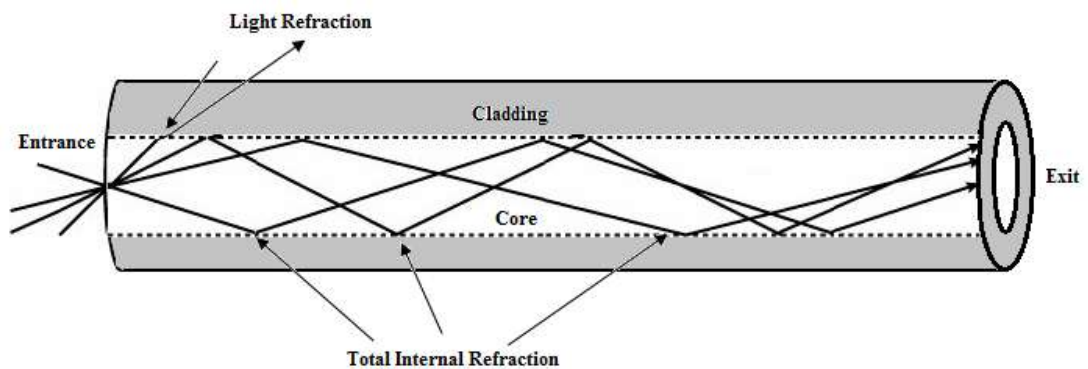 Light Refraction
Cladding
Entrance
Exit
Core
Total Internal Refraction